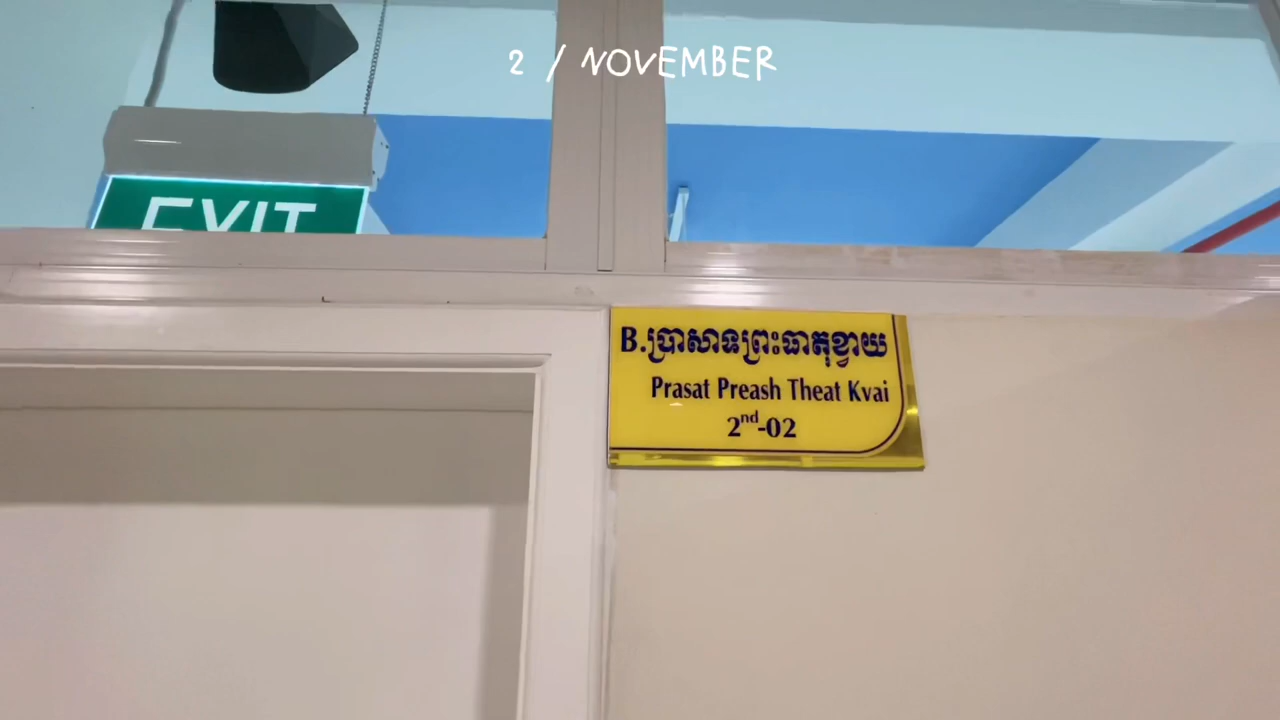 2 / NOVEMBER
EXIT
B.ប្រាសាទព្រះធាតុខ្វាយ
Prasat Preash Theat Kvai
2nd-02